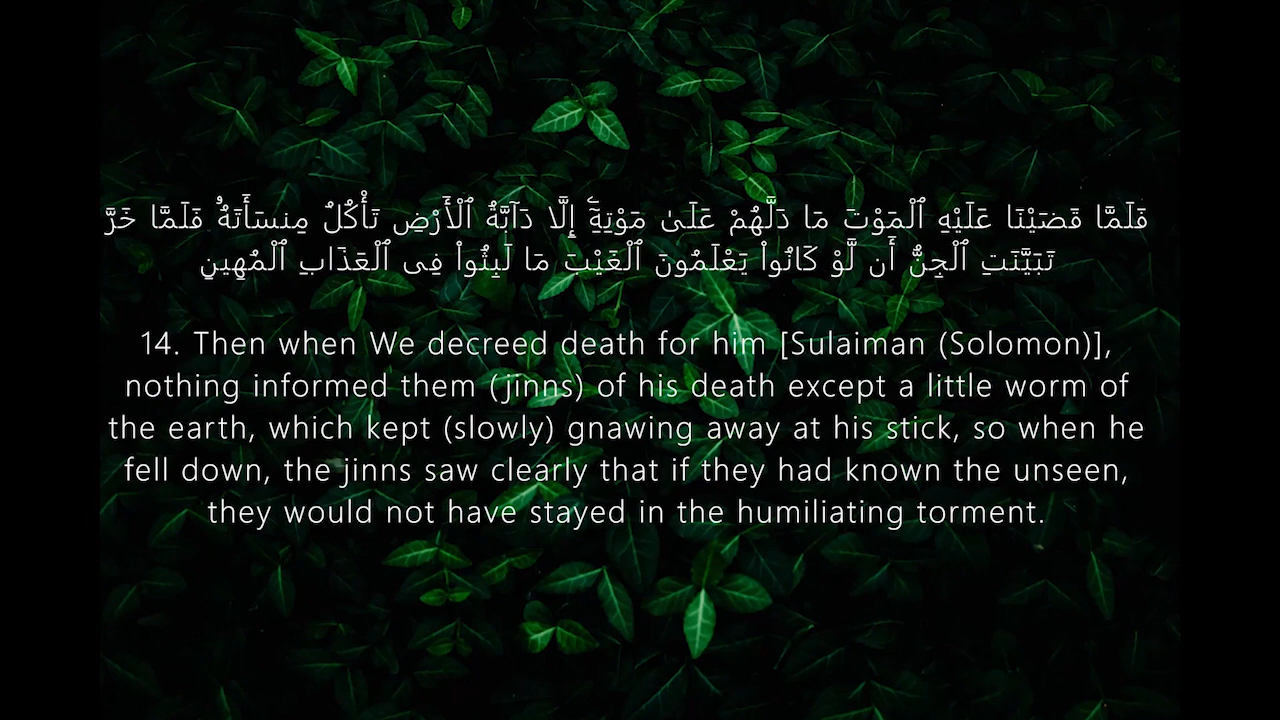 فَلَمَّا قَضَيْنَا عَلَيْهِ ٱلْمَوْتَ مَا دَلَّهُمْ عَلَىٰ مَوْتِهِۦٓ إِلَّا دَآبَّةُ ٱلْأَرْضِ تَأْكُلُ مِنسَأَتَهُۥ فَلَمَّا خَرَّ
تَبَيَّنَتِ ٱلْجِنُّ أَن لَّوْ كَانُوا۟ يَعْلَمُونَ ٱلْغَيْبَ مَا لَبِثُوا۟ فِى ٱلْعَذَابِ ٱلْمُهِينِ
14. Then when We decreed death for him [Sulaiman (Solomon)],
nothing informed them (jinns) of his death except a little worm of
the earth, which kept (slowly) gnawing away at his stick, so when he
fell down, the jinns saw clearly that if they had known the unseen,
they would not have stayed in the humiliating torment.